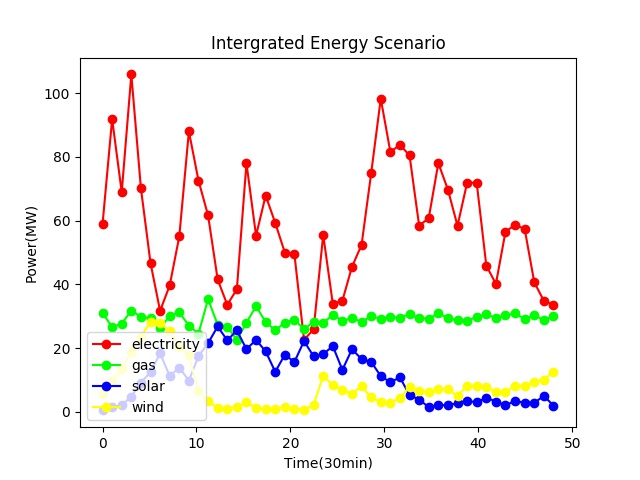 Intergrated Energy Scenario
Power(MW)
100
80
60
40
20
0
electricity
gas
solar
wind
0 10 20 30 40 50
Time(30min)